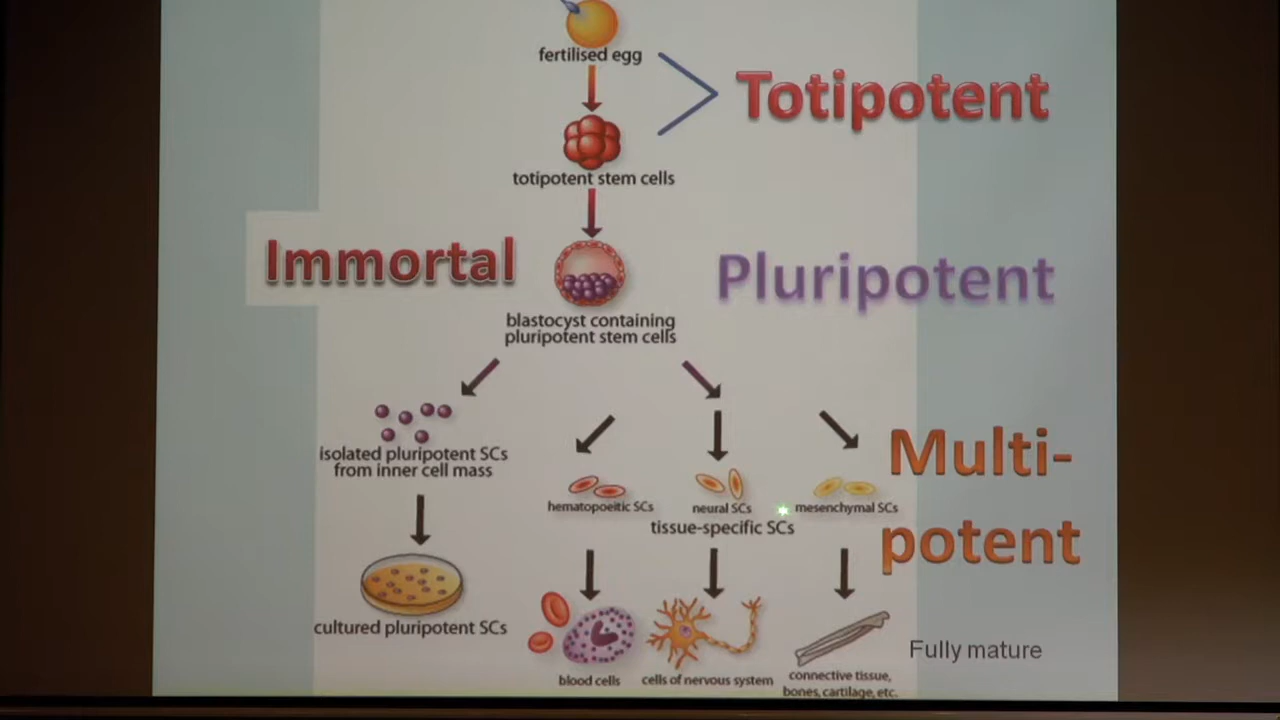 fertilised egg
Totipotent
totipotent stem cells
Immortal
Pluripotent
blastocyst containing
pluripotent stem cells
isolated pluripotent SCs
from inner cell mass
Multi-
potent
hematopoeitic SCs
neural SCs
mesenchymal SCs
tissue-specific SCs
cultured pluripotent SCs
Fully mature
blood cells
cells of nervous system
connective tissue,
bones, cartilage, etc.